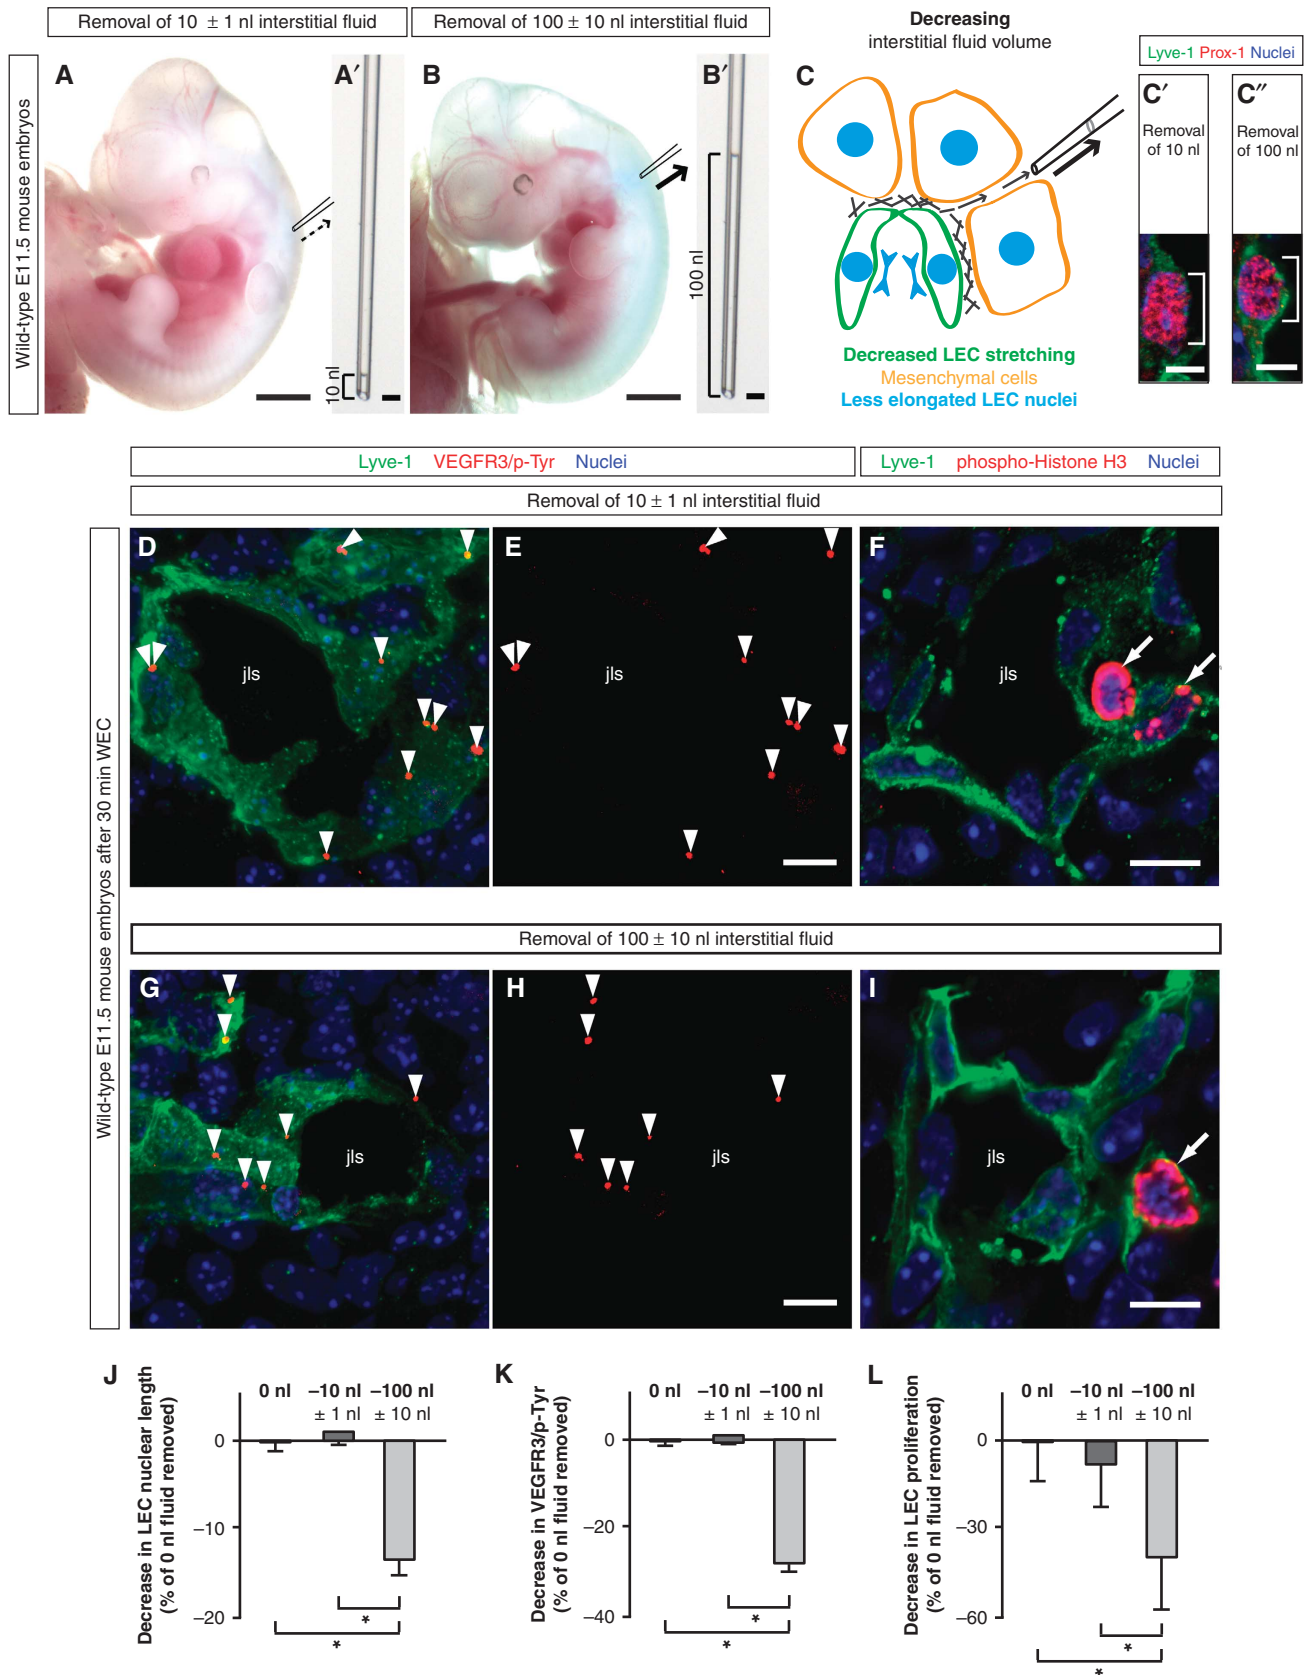 Removal of 10 ± 1 nl interstitial fluid
Removal of 100 ± 10 nl interstitial fluid
Decreasing
interstitial fluid volume
Lyve-1 Prox-1 Nuclei
Wild-type E11.5 mouse embryos
A
A′
10 nl
B
B′
100 nl
C
Decreased LEC stretching
Mesenchymal cells
Less elongated LEC nuclei
C′
Removal
of 10 nl
C″
Removal
of 100 nl
Lyve-1 VEGFR3/p-Tyr Nuclei
Lyve-1 phospho-Histone H3 Nuclei
Removal of 10 ± 1 nl interstitial fluid
Wild-type E11.5 mouse embryos after 30 min WEC
D
jls
E
jls
F
jls
Removal of 100 ± 10 nl interstitial fluid
G
jls
H
jls
I
jls
J
Decrease in LEC nuclear length
(% of 0 nl fluid removed)
0 nl –10 nl –100 nl
± 1 nl ± 10 nl
0
–10
–20
*
*
K
Decrease in VEGFR3/p-Tyr
(% of 0 nl fluid removed)
0 nl –10 nl –100 nl
± 1 nl ± 10 nl
0
–20
–40
*
*
L
Decrease in LEC proliferation
(% of 0 nl fluid removed)
0 nl –10 nl –100 nl
± 1 nl ± 10 nl
0
–30
–60
*
*